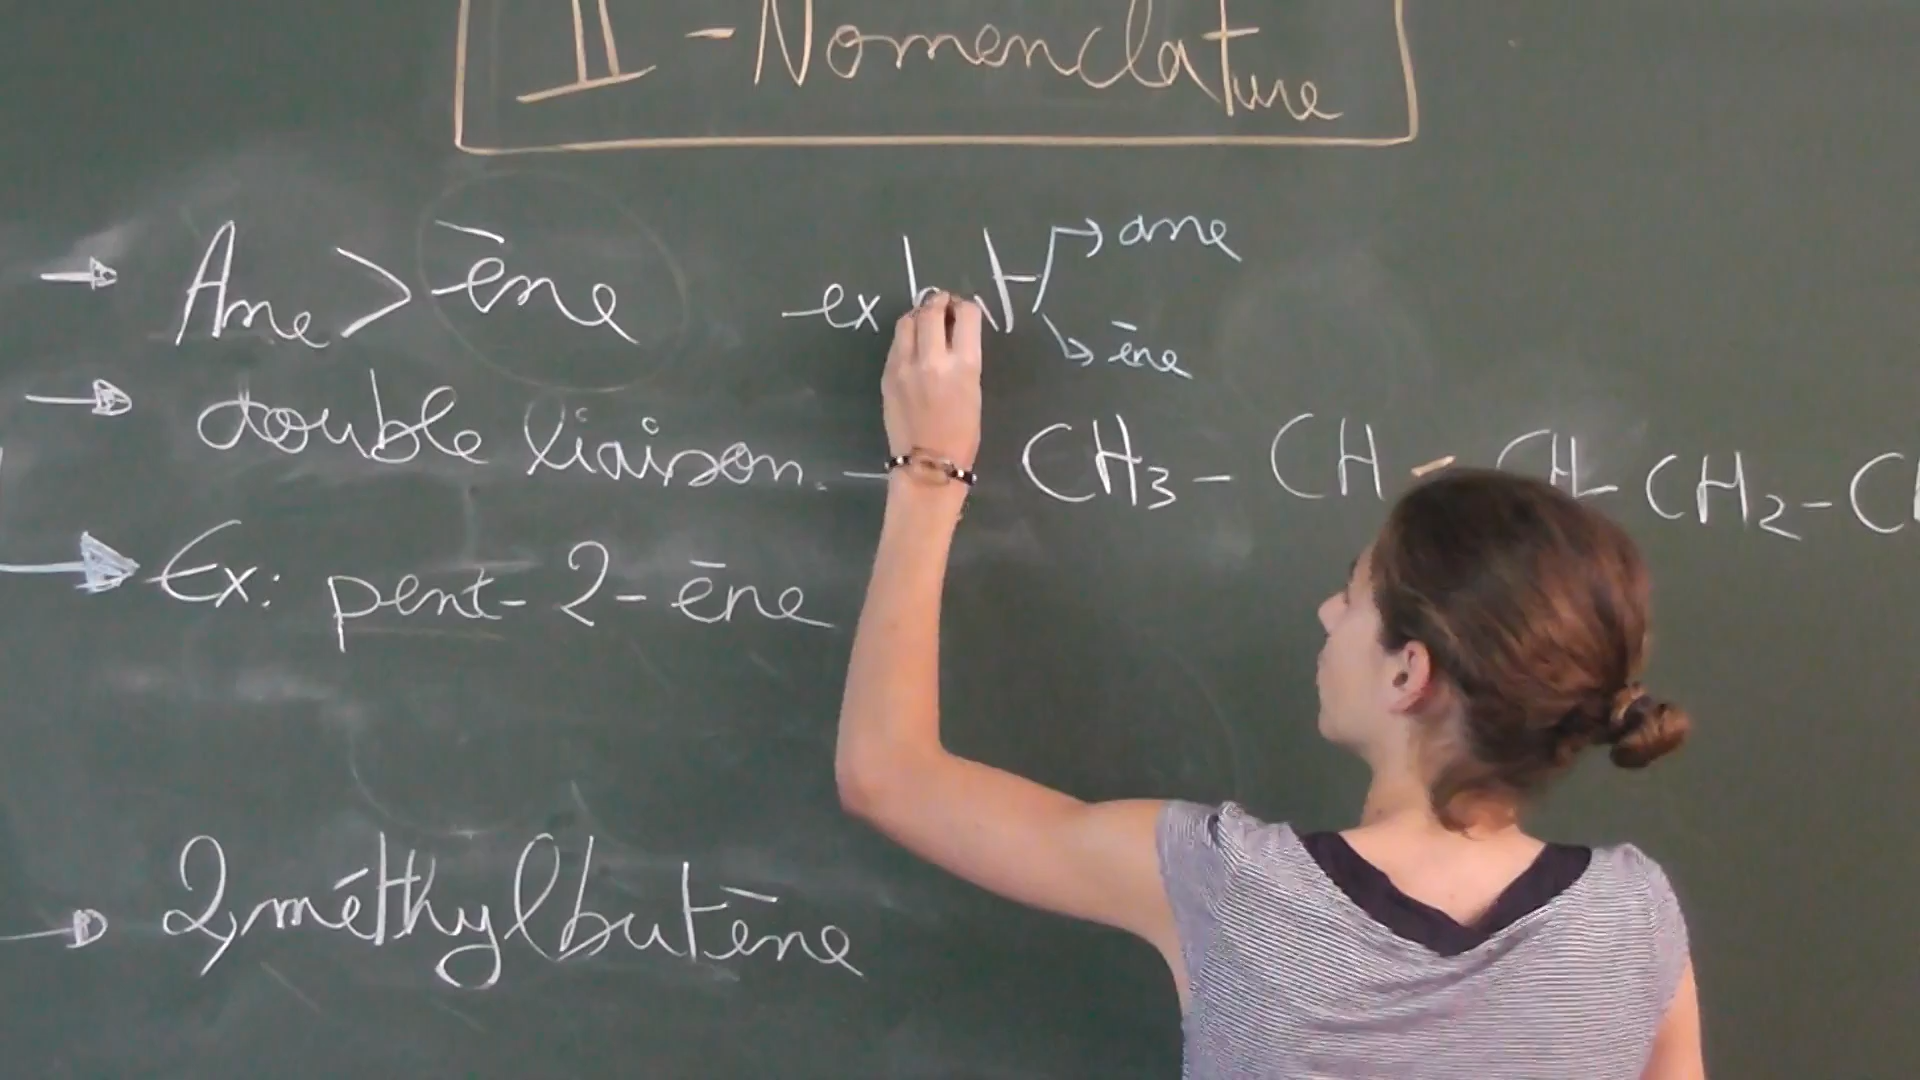 II - Nomenclature
Ane > ène
ex but
ane
ène
double liaison.
CH3 - CH = CH - CH2 - C
Ex: pent-2-ène
2,méthylbutène